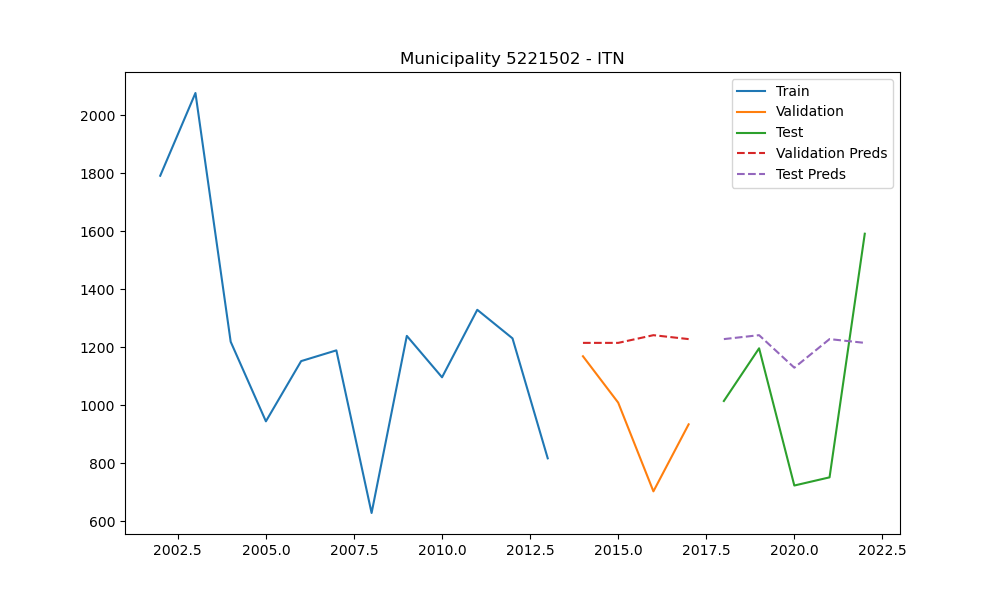 Municipality 5221502 - ITN
Train
Validation
Test
Validation Preds
Test Preds
2000
1800
1600
1400
1200
1000
800
600
2002.5 2005.0 2007.5 2010.0 2012.5 2015.0 2017.5 2020.0 2022.5